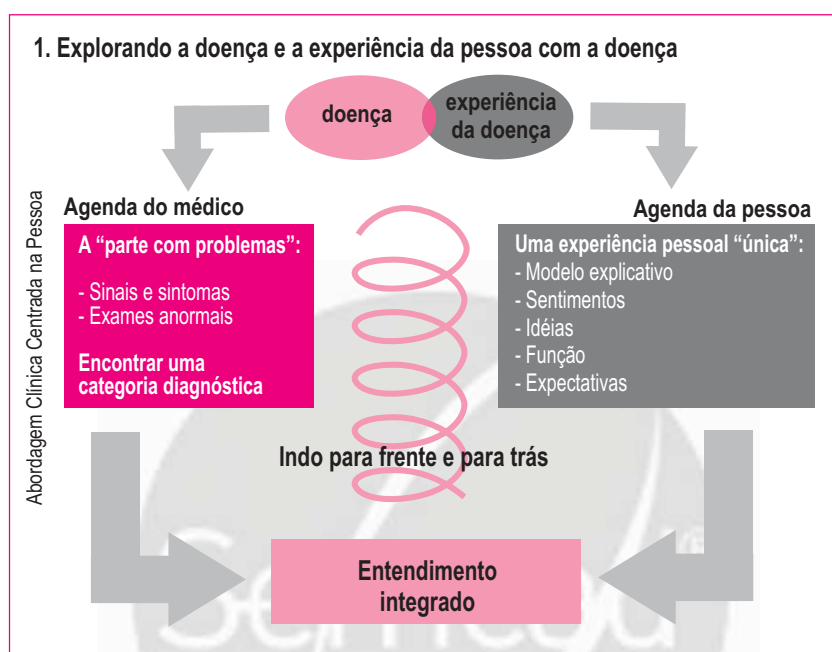 1. Explorando a doença e a experiência da pessoa com a doença
doença
experiência
da doença
Abordagem Clínica Centrada na Pessoa
Agenda do médico
A “parte com problemas”:
- Sinais e sintomas
- Exames anormais
Encontrar uma
categoria diagnóstica
Agenda da pessoa
Uma experiência pessoal “única”:
- Modelo explicativo
- Sentimentos
- Idéias
- Função
- Expectativas
Indo para frente e para trás
Entendimento
integrado